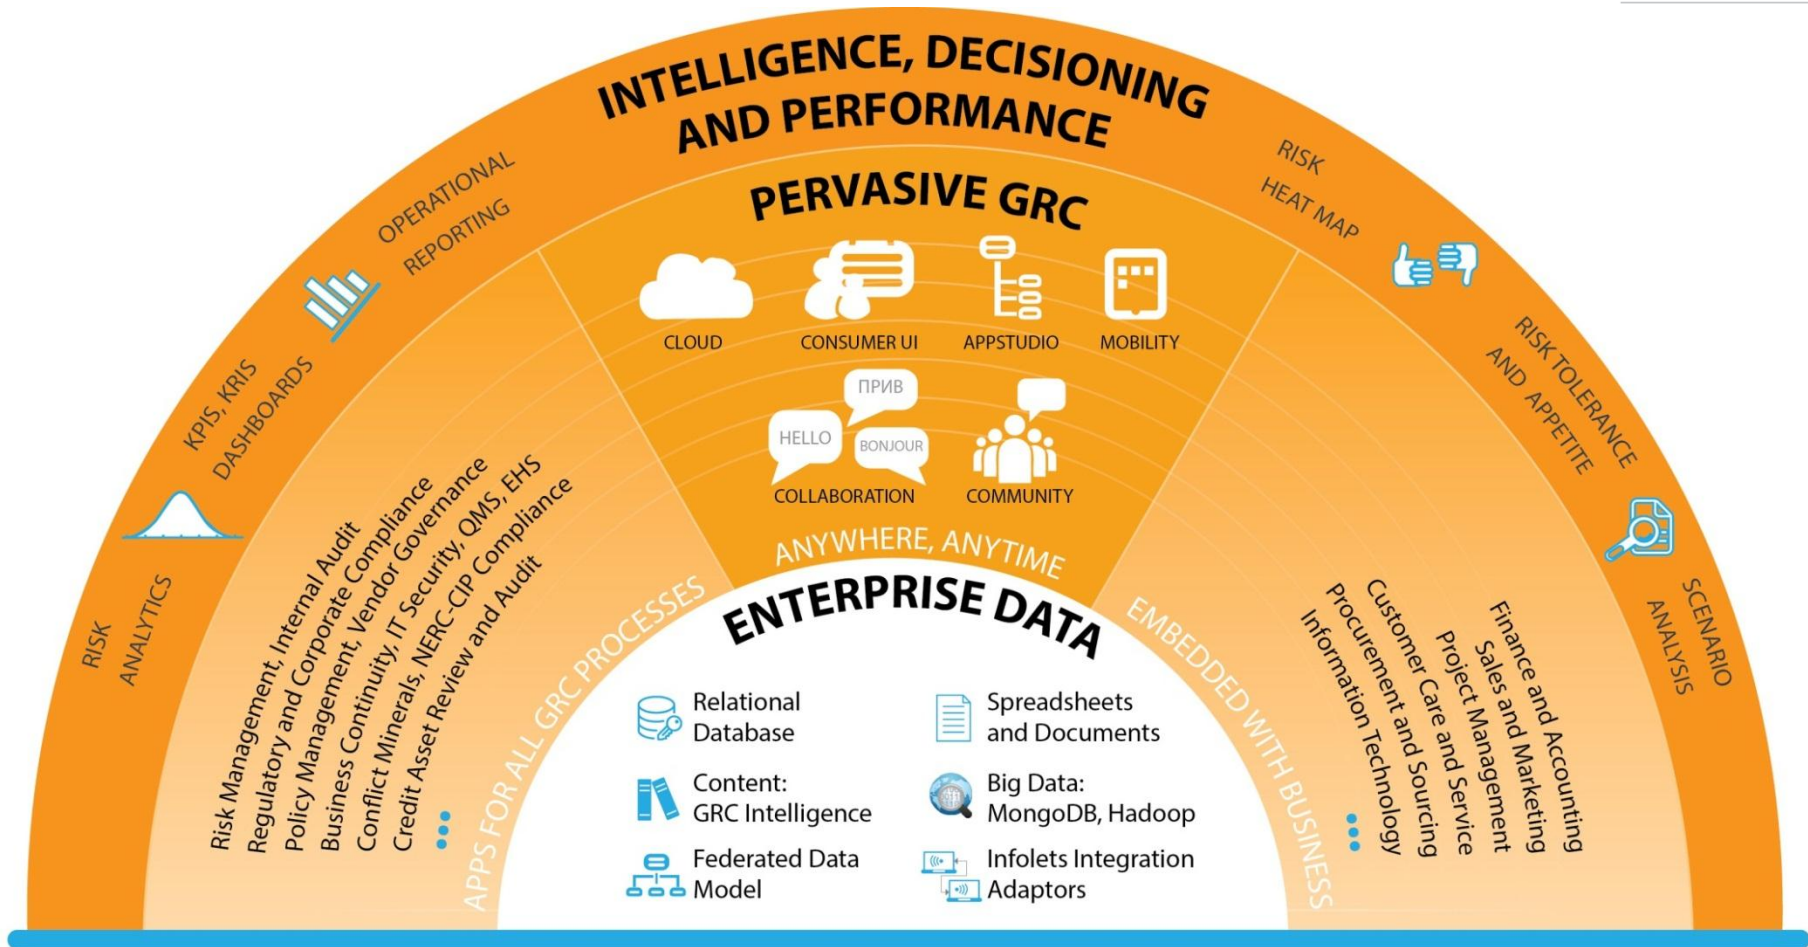 INTELLIGENCE, DECISIONING
AND PERFORMANCE
PERVASIVE GRC
CLOUD
CONSUMER UI
APPSTUDIO
MOBILITY
ПРИВ
HELLO
BONJOUR
COLLABORATION
COMMUNITY
ANYWHERE, ANYTIME
OPERATIONAL
REPORTING
KPIS, KRIS
DASHBOARDS
RISK
ANALYTICS
RISK
HEAT MAP
RISK TOLERANCE
AND APPETITE
SCENARIO
ANALYSIS
APPS FOR ALL GRC PROCESSES
Risk Management, Internal Audit
Regulatory and Corporate Compliance
Policy Management, Vendor Governance
Business Continuity, IT Security, QMS, EHS
Conflict Minerals, NERC-CIP Compliance
Credit Asset Review and Audit
EMBEDDED WITH BUSINESS
Finance and Accounting
Sales and Marketing
Project Management
Customer Care and Service
Procurement and Sourcing
Information Technology
ENTERPRISE DATA
Relational
Database
Content:
GRC Intelligence
Federated Data
Model
Spreadsheets
and Documents
Big Data:
MongoDB, Hadoop
Infolets Integration
Adaptors